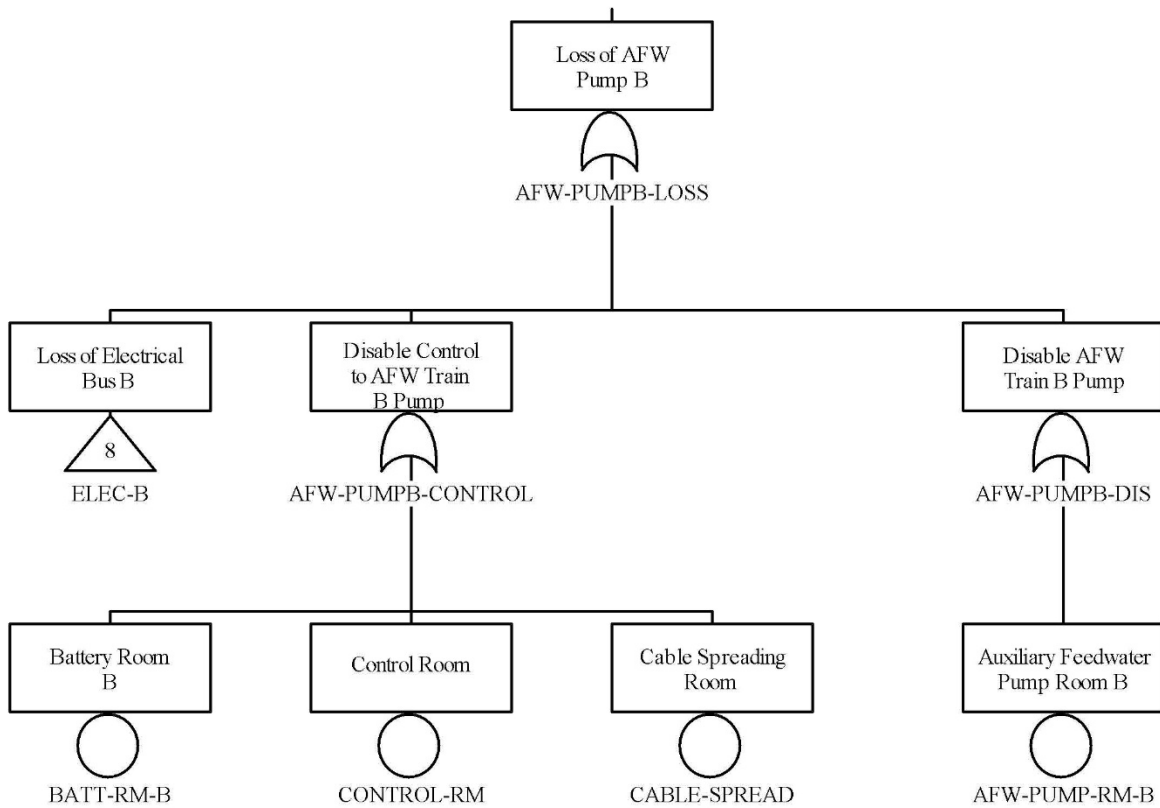 Loss of AFW
Pump B
AFW-PUMPB-LOSS
Loss of Electrical
Bus B
8
ELEC-B
Disable Control
to AFW Train
B Pump
AFW-PUMPB-CONTROL
Disable AFW
Train B Pump
AFW-PUMPB-DIS
Battery Room
B
BATT-RM-B
Control Room
CONTROL-RM
Cable Spreading
Room
CABLE-SPREAD
Auxiliary Feedwater
Pump Room B
AFW-PUMP-RM-B